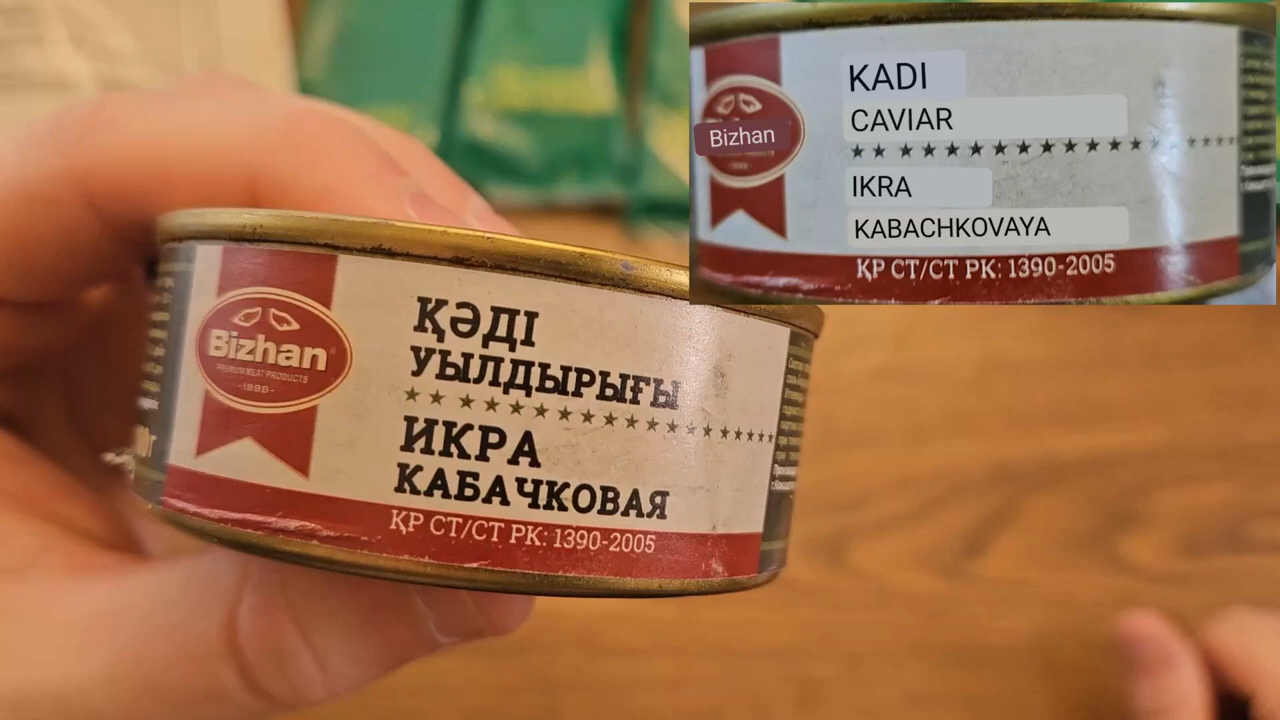 Bizhan
PREMIUM MEAT PRODUCTS
-1998-
ҚӘДІ
УЫЛДЫРЫҒЫ
ИКРА
КАБАЧКОВАЯ
ҚР СТ/СТ РК: 1390-2005
KADI
CAVIAR
Bizhan
IKRA
KABACHKOVAYA
ҚР СТ/СТ РК: 1390-2005